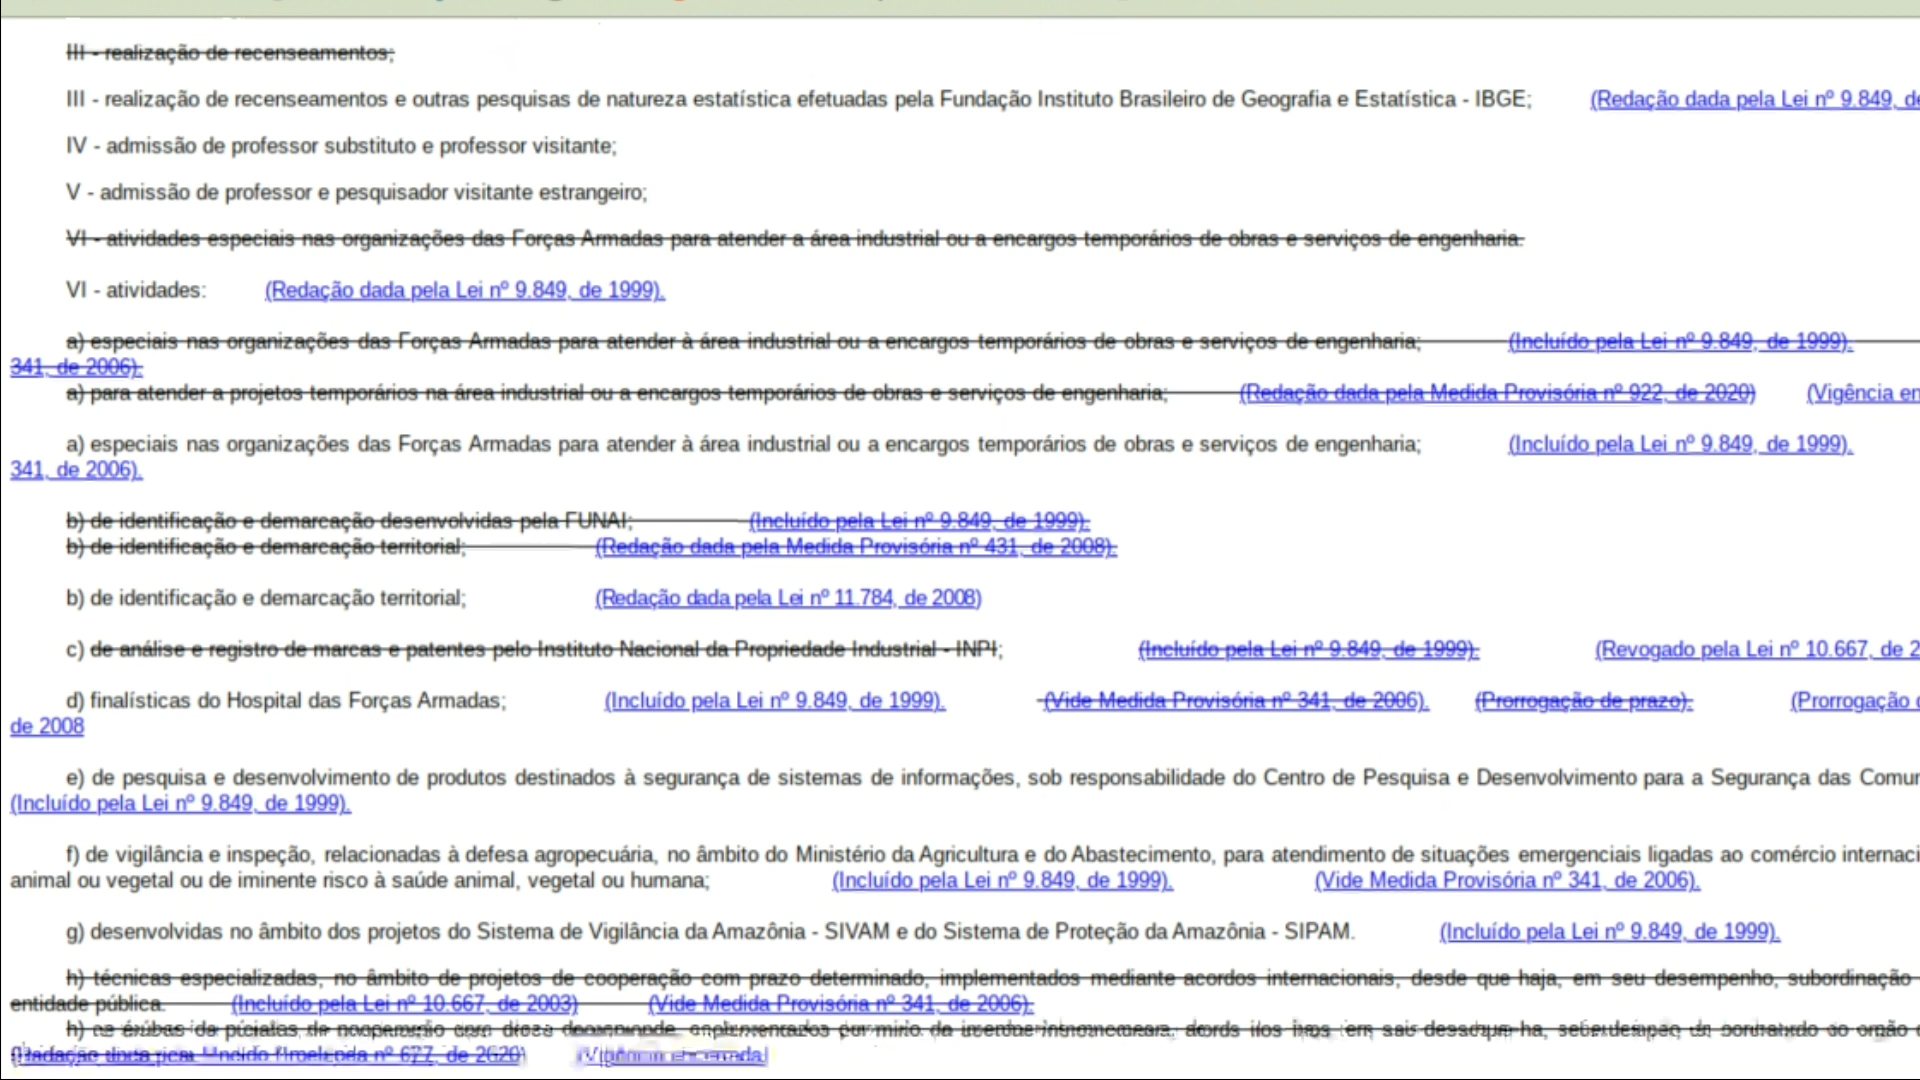 III - realização de recenseamentos;
III - realização de recenseamentos e outras pesquisas de natureza estatística efetuadas pela Fundação Instituto Brasileiro de Geografia e Estatística - IBGE; (Redação dada pela Lei nº 9.849, de
IV - admissão de professor substituto e professor visitante;
V - admissão de professor e pesquisador visitante estrangeiro;
VI - atividades especiais nas organizações das Forças Armadas para atender a área industrial ou a encargos temporários de obras e serviços de engenharia.
VI - atividades: (Redação dada pela Lei nº 9.849, de 1999).
a) especiais nas organizações das Forças Armadas para atender à área industrial ou a encargos temporários de obras e serviços de engenharia; (Incluído pela Lei nº 9.849, de 1999).
341, de 2006).
a) para atender a projetos temporários na área industrial ou a encargos temporários de obras e serviços de engenharia; (Redação dada pela Medida Provisória nº 922, de 2020) (Vigência en
a) especiais nas organizações das Forças Armadas para atender à área industrial ou a encargos temporários de obras e serviços de engenharia; (Incluído pela Lei nº 9.849, de 1999).
341, de 2006).
b) de identificação e demarcação desenvolvidas pela FUNAI; (Incluído pela Lei nº 9.849, de 1999).
b) de identificação e demarcação territorial; (Redação dada pela Medida Provisória nº 431, de 2008).
b) de identificação e demarcação territorial; (Redação dada pela Lei nº 11.784, de 2008)
c) de análise e registro de marcas e patentes pelo Instituto Nacional da Propriedade Industrial - INPI; (Incluído pela Lei nº 9.849, de 1999). (Revogado pela Lei nº 10.667, de 2
d) finalísticas do Hospital das Forças Armadas; (Incluído pela Lei nº 9.849, de 1999). (Vide Medida Provisória nº 341, de 2006). (Prorrogação de prazo). (Prorrogação
de 2008
e) de pesquisa e desenvolvimento de produtos destinados à segurança de sistemas de informações, sob responsabilidade do Centro de Pesquisa e Desenvolvimento para a Segurança das Comu
(Incluído pela Lei nº 9.849, de 1999).
f) de vigilância e inspeção, relacionadas à defesa agropecuária, no âmbito do Ministério da Agricultura e do Abastecimento, para atendimento de situações emergenciais ligadas ao comércio internaci
animal ou vegetal ou de iminente risco à saúde animal, vegetal ou humana; (Incluído pela Lei nº 9.849, de 1999). (Vide Medida Provisória nº 341, de 2006).
g) desenvolvidas no âmbito dos projetos do Sistema de Vigilância da Amazônia - SIVAM e do Sistema de Proteção da Amazônia - SIPAM. (Incluído pela Lei nº 9.849, de 1999).
h) técnicas especializadas, no âmbito de projetos de cooperação com prazo determinado, implementados mediante acordos internacionais, desde que haja, em seu desempenho, subordinação
entidade pública. (Incluído pela Lei nº 10.667, de 2003) (Vide Medida Provisória nº 341, de 2006).
h)